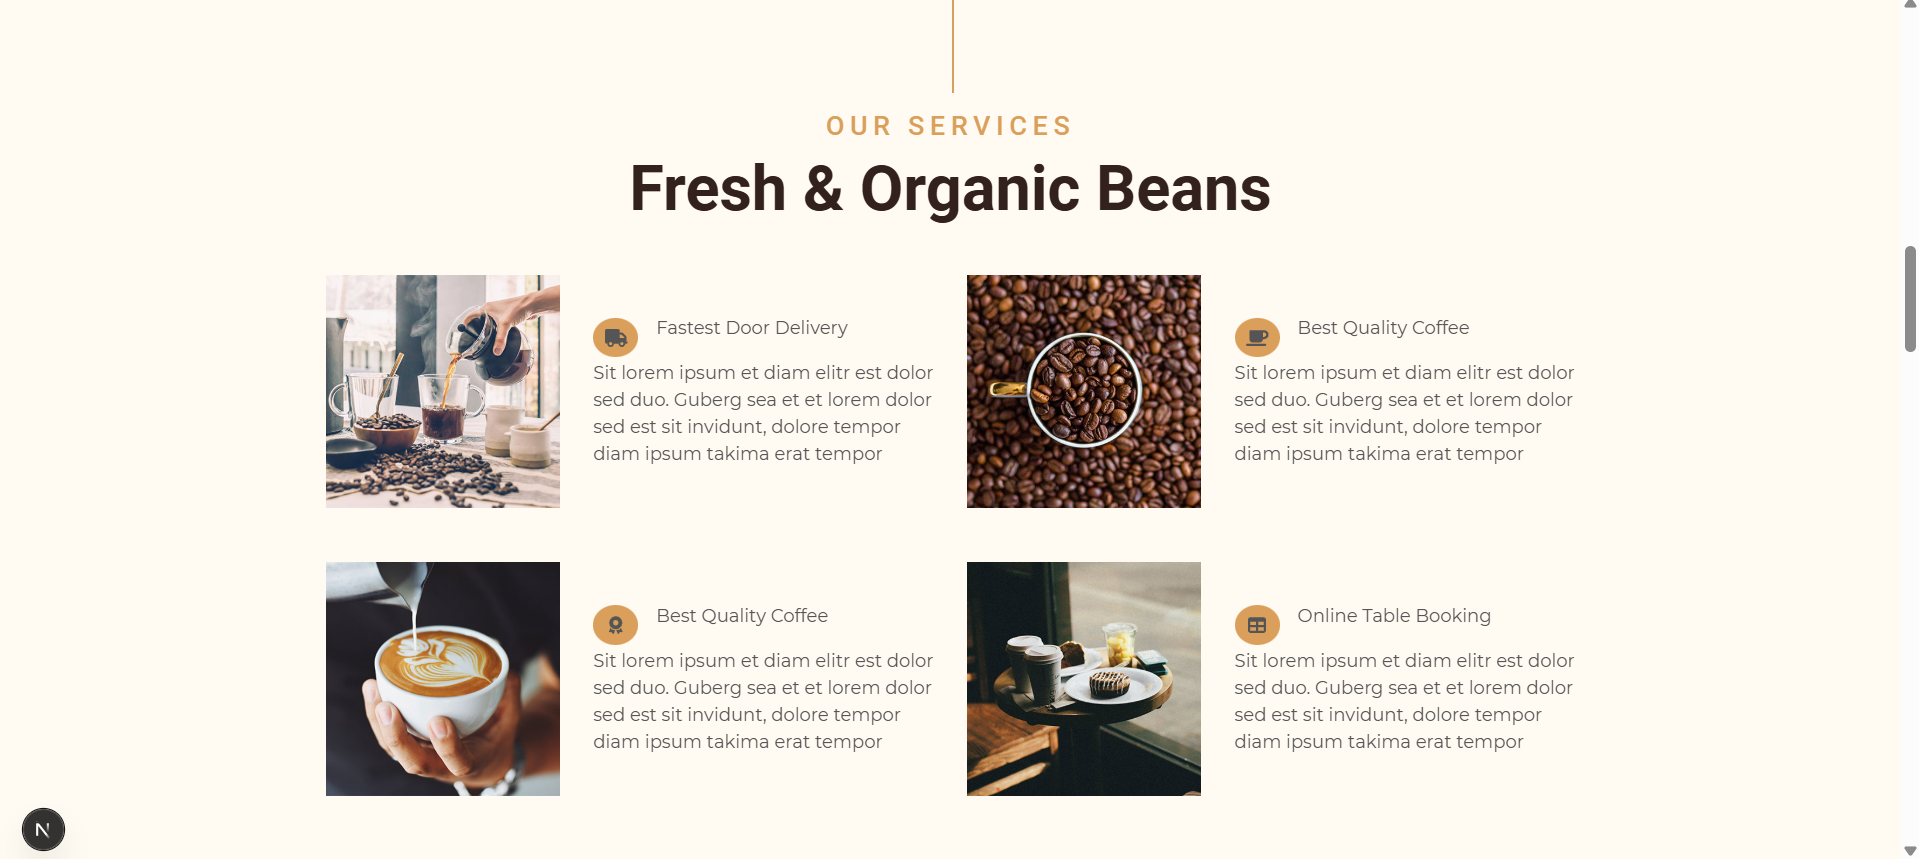 OUR SERVICES
Fresh & Organic Beans
Fastest Door Delivery
Sit lorem ipsum et diam elitr est dolor
sed duo. Guberg sea et et lorem dolor
sed est sit invidunt, dolore tempor
diam ipsum takima erat tempor
Best Quality Coffee
Sit lorem ipsum et diam elitr est dolor
sed duo. Guberg sea et et lorem dolor
sed est sit invidunt, dolore tempor
diam ipsum takima erat tempor
Best Quality Coffee
Sit lorem ipsum et diam elitr est dolor
sed duo. Guberg sea et et lorem dolor
sed est sit invidunt, dolore tempor
diam ipsum takima erat tempor
Online Table Booking
Sit lorem ipsum et diam elitr est dolor
sed duo. Guberg sea et et lorem dolor
sed est sit invidunt, dolore tempor
diam ipsum takima erat tempor
N